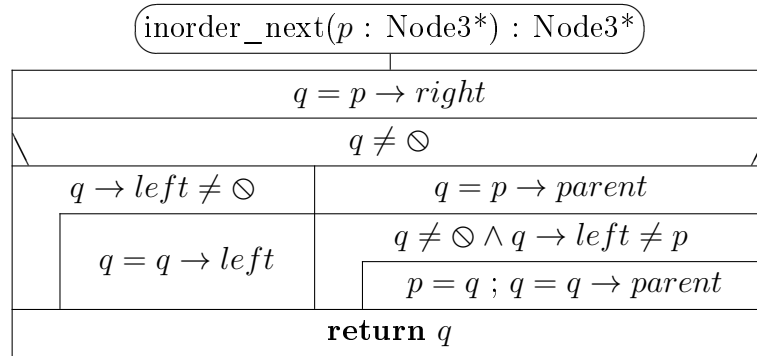 inorder_next(p : Node3*) : Node3*
q = p → right
q ≠ ⦸
q → left ≠ ⦸
q = q → left
q = p → parent
q ≠ ⦸ ∧ q → left ≠ p
p = q ; q = q → parent
return q